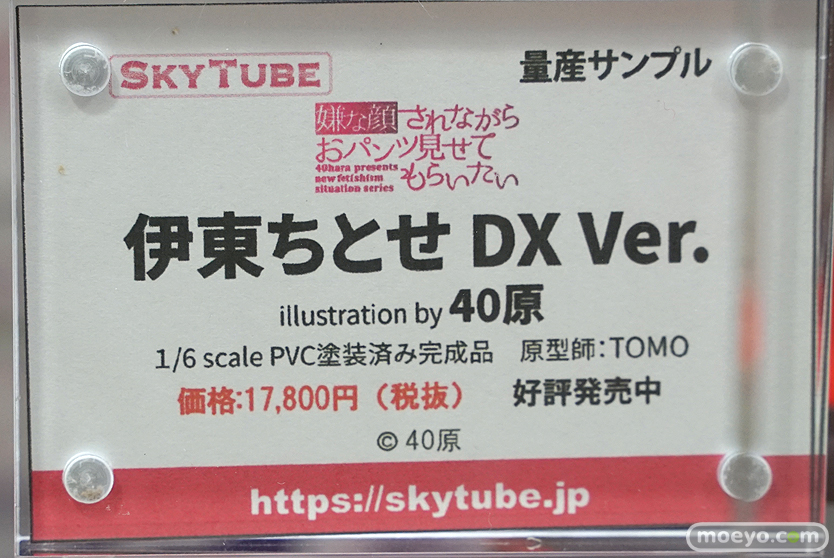 SKYTUBE
量産サンプル
嫌な顔されながら
おパンツ見せて
もらいたい
40hara presents
new fetishism
situation series
伊東ちとせ DX Ver.
illustration by 40原
1/6 scale PVC塗装済み完成品　原型師：TOMO
価格:17,800円（税抜）　好評発売中
© 40原
https://skytube.jp
moeyo.com